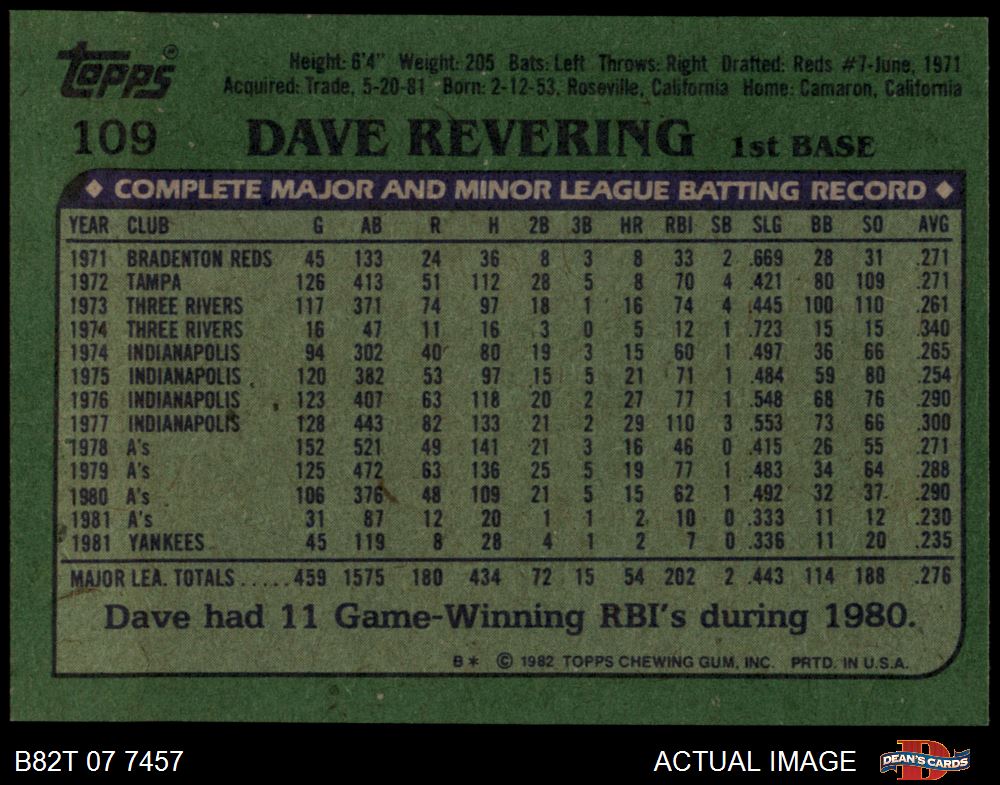 Topps®
Height: 6'4" Weight: 205 Bats: Left Throws: Right Drafted: Reds #7-June, 1971
Acquired: Trade, 5-20-81 Born: 2-12-53, Roseville, California Home: Camaron, California
109 DAVE REVERING 1st BASE
♦ COMPLETE MAJOR AND MINOR LEAGUE BATTING RECORD ♦
YEAR CLUB G AB R H 2B 3B HR RBI SB SLG BB SO AVG
1971 BRADENTON REDS 45 133 24 36 8 3 8 33 2 .669 28 31 .271
1972 TAMPA 126 413 51 112 28 5 8 70 4 .421 80 109 .271
1973 THREE RIVERS 117 371 74 97 18 1 16 74 4 .445 100 110 .261
1974 THREE RIVERS 16 47 11 16 3 0 5 12 1 .723 15 15 .340
1974 INDIANAPOLIS 94 302 40 80 19 3 15 60 1 .497 36 66 .265
1975 INDIANAPOLIS 120 382 53 97 15 5 21 71 1 .484 59 80 .254
1976 INDIANAPOLIS 123 407 63 118 20 2 27 77 1 .548 68 76 .290
1977 INDIANAPOLIS 128 443 82 133 21 2 29 110 3 .553 73 66 .300
1978 A's 152 521 49 141 21 3 16 46 0 .415 26 55 .271
1979 A's 125 472 63 136 25 5 19 77 1 .483 34 64 .288
1980 A's 106 376 48 109 21 5 15 62 1 .492 32 37 .290
1981 A's 31 87 12 20 1 1 2 10 0 .333 11 12 .230
1981 YANKEES 45 119 8 28 4 1 2 7 0 .336 11 20 .235
MAJOR LEA. TOTALS.....459 1575 180 434 72 15 54 202 2 .443 114 188 .276
Dave had 11 Game-Winning RBI's during 1980.
B* © 1982 TOPPS CHEWING GUM, INC. PRTD. IN U.S.A.
B82T 07 7457 ACTUAL IMAGE DEAN'S CARDS